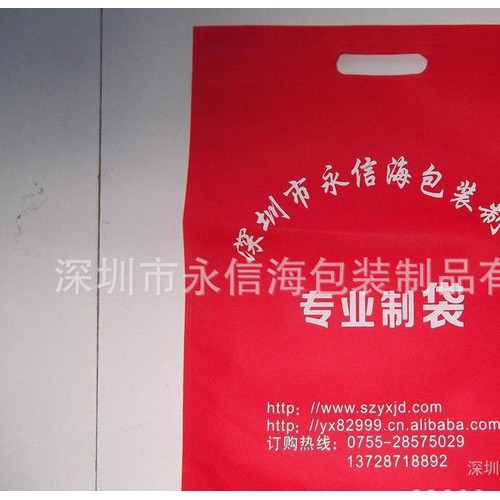 深圳市永信海包装制
深圳市永信海包装制品有
专业制袋
http: //www.szyxjd.com
http: //yx82999.cn.alibaba.com
订购热线: 0755-28575029
13728718892
深圳